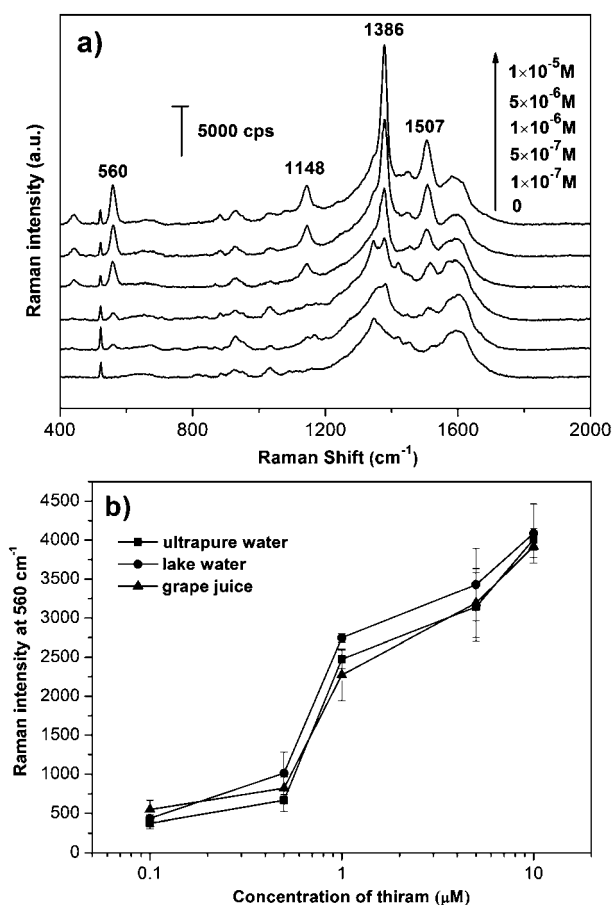 a)
1386
1×10⁻⁵M
5×10⁻⁶M
1×10⁻⁶M
5×10⁻⁷M
1×10⁻⁷M
0
5000 cps
1507
1148
560
Raman intensity (a.u.)
400 800 1200 1600 2000
Raman Shift (cm⁻¹)
b)
ultrapure water
lake water
grape juice
4500
4000
3500
3000
2500
2000
1500
1000
500
0
Raman intensity at 560 cm⁻¹
0.1 1 10
Concentration of thiram (μM)